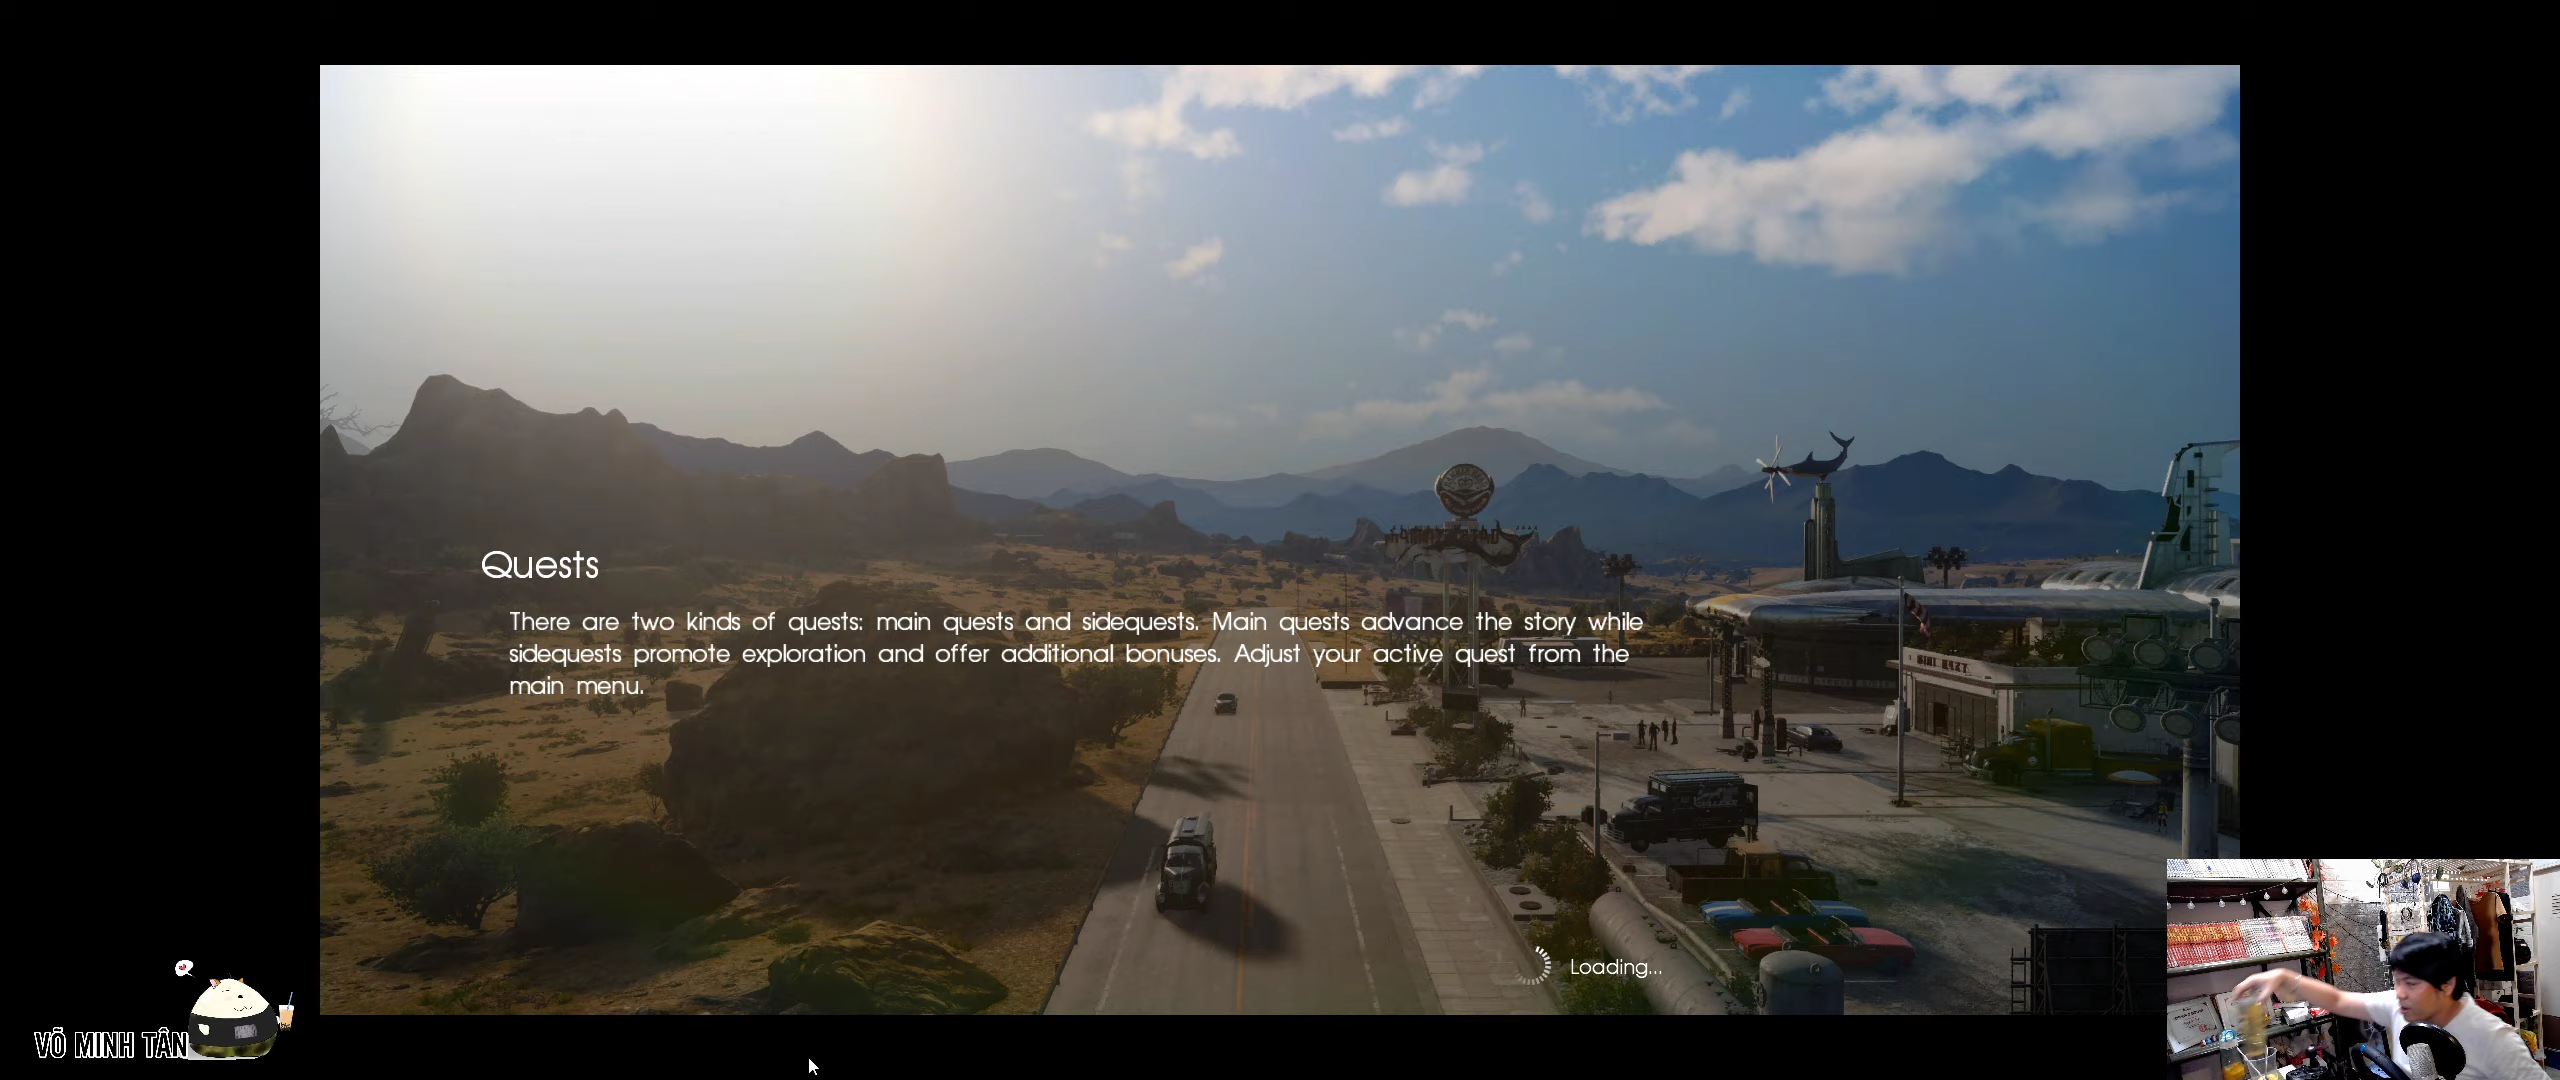 Quests
There are two kinds of quests: main quests and sidequests. Main quests advance the story while
sidequests promote exploration and offer additional bonuses. Adjust your active quest from the
main menu.
Loading...
VÕ MINH TÂN